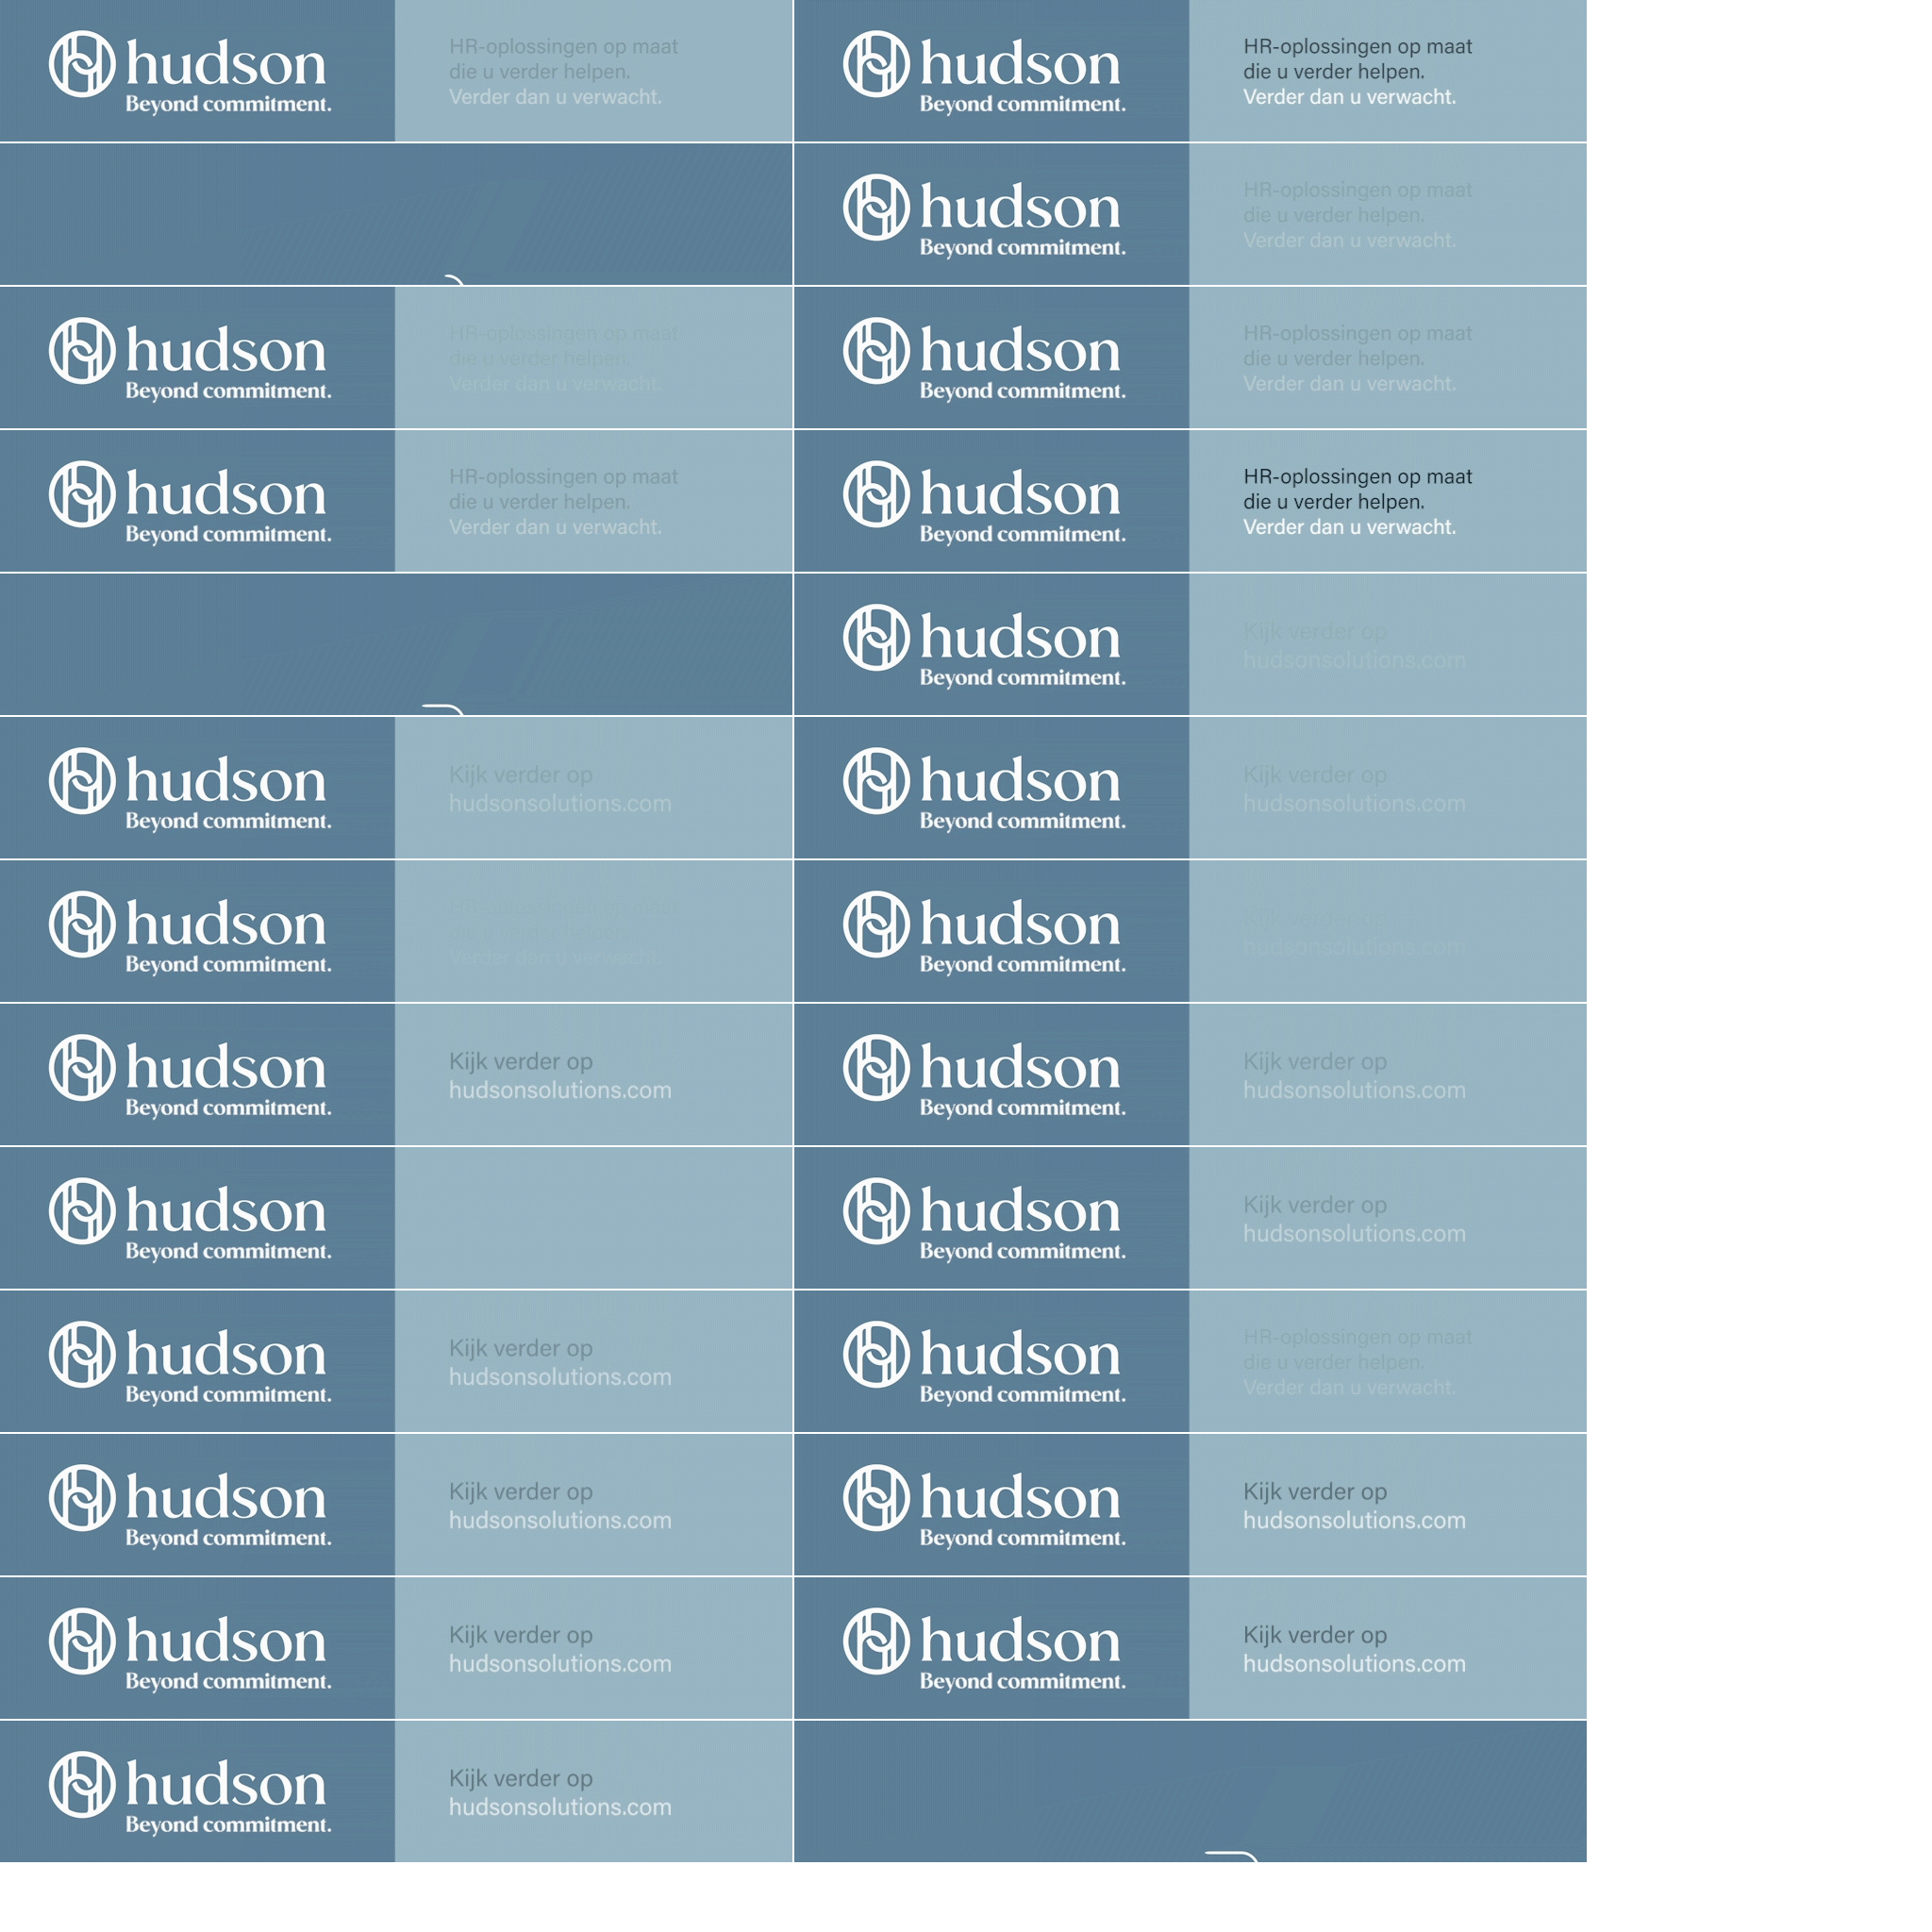 hudson
Beyond commitment.
HR-oplossingen op maat
die u verder helpen.
Verder dan u verwacht.
hudson
Beyond commitment.
HR-oplossingen op maat
die u verder helpen.
Verder dan u verwacht.
hudson
Beyond commitment.
HR-oplossingen op maat
die u verder helpen.
Verder dan u verwacht.
hudson
Beyond commitment.
HR-oplossingen op maat
die u verder helpen.
Verder dan u verwacht.
hudson
Beyond commitment.
HR-oplossingen op maat
die u verder helpen.
Verder dan u verwacht.
hudson
Beyond commitment.
HR-oplossingen op maat
die u verder helpen.
Verder dan u verwacht.
hudson
Beyond commitment.
HR-oplossingen op maat
die u verder helpen.
Verder dan u verwacht.
hudson
Beyond commitment.
Kijk verder op
hudsonsolutions.com
hudson
Beyond commitment.
Kijk verder op
hudsonsolutions.com
hudson
Beyond commitment.
Kijk verder op
hudsonsolutions.com
hudson
Beyond commitment.
Verder dan u verwacht.
hudson
Beyond commitment.
hudsonsolutions.com
hudson
Beyond commitment.
Kijk verder op
hudsonsolutions.com
hudson
Beyond commitment.
Kijk verder op
hudsonsolutions.com
hudson
Beyond commitment.
hudson
Beyond commitment.
Kijk verder op
hudsonsolutions.com
hudson
Beyond commitment.
Kijk verder op
hudsonsolutions.com
hudson
Beyond commitment.
HR-oplossingen op maat
die u verder helpen.
Verder dan u verwacht.
hudson
Beyond commitment.
Kijk verder op
hudsonsolutions.com
hudson
Beyond commitment.
Kijk verder op
hudsonsolutions.com
hudson
Beyond commitment.
Kijk verder op
hudsonsolutions.com
hudson
Beyond commitment.
Kijk verder op
hudsonsolutions.com
hudson
Beyond commitment.
Kijk verder op
hudsonsolutions.com